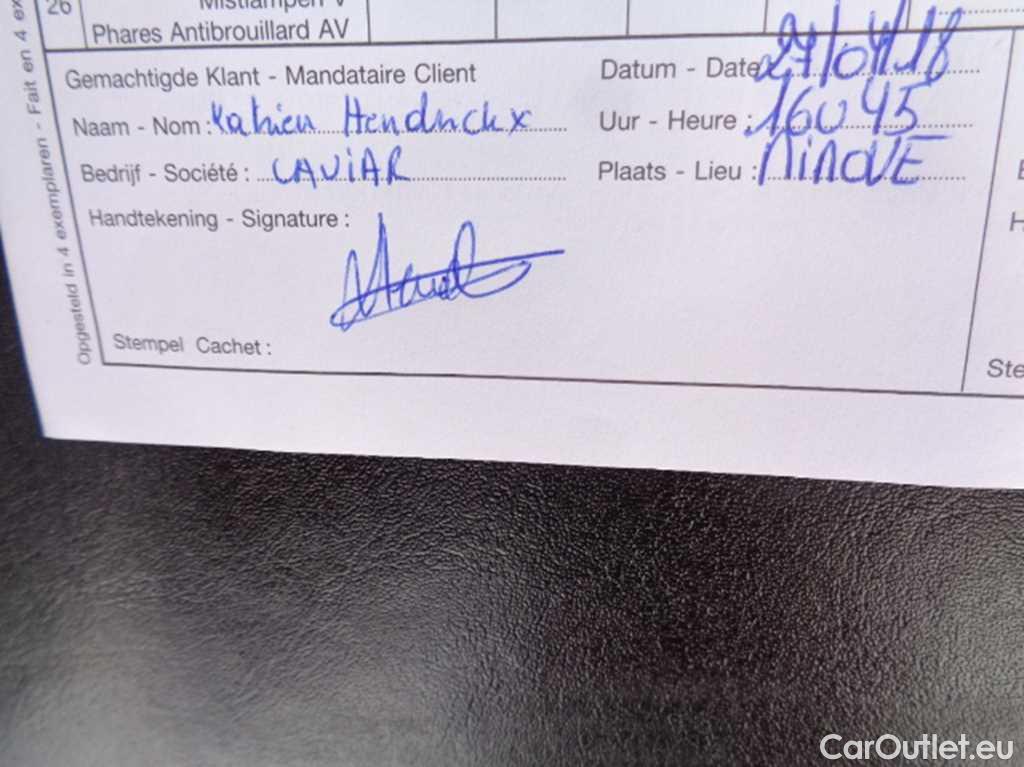 26
Mistlampen V
Phares Antibrouillard AV
Opgesteld in 4 exemplaren - Fait en 4 ex
Gemachtigde Klant - Mandataire Client
Naam - Nom : Hendrickx
Bedrijf - Société : CAViAR
Handtekening - Signature :
Stempel Cachet :
Datum - Date 27/04/18
Uur - Heure : 16u45
Plaats - Lieu : NiNOVE
Ste
CarOutlet.eu